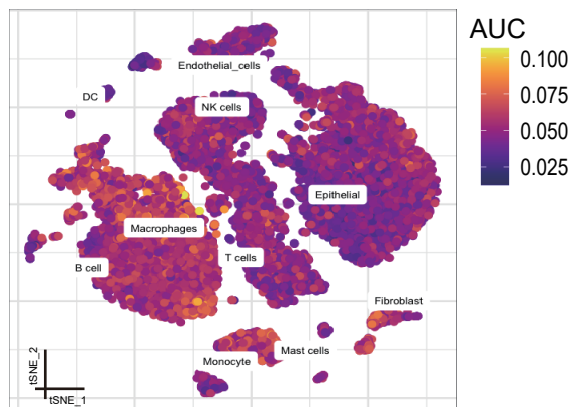 AUC
0.100
0.075
0.050
0.025
Endothelial_cells
DC
NK cells
Epithelial
Macrophages
T cells
B cell
Fibroblast
Mast cells
Monocyte
tSNE_2
tSNE_1